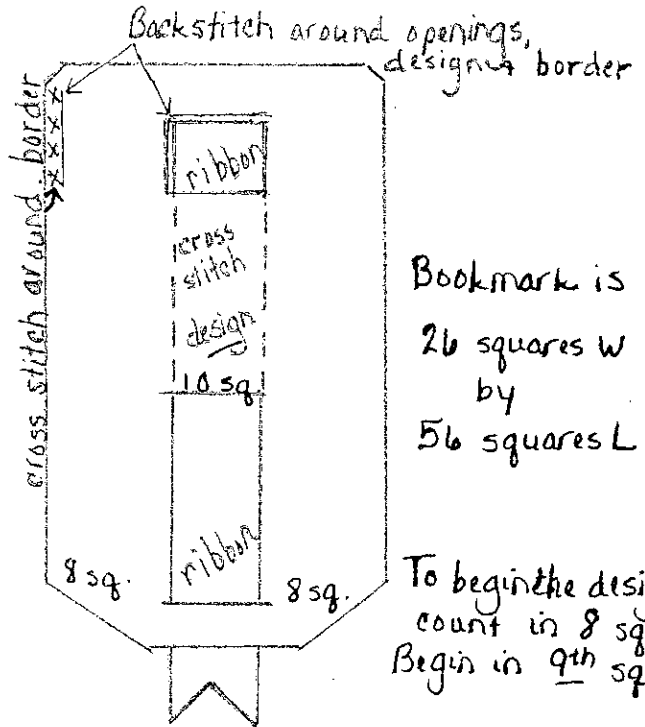 Backstitch around openings,
design & border
cross stitch around border
x
x
x
x
ribbon
cross
stitch
design
10 sq.
ribbon
8 sq.
8 sq.
Bookmark is
26 squares W
by
56 squares L
To begin the desi
count in 8 sq
Begin in 9th sq